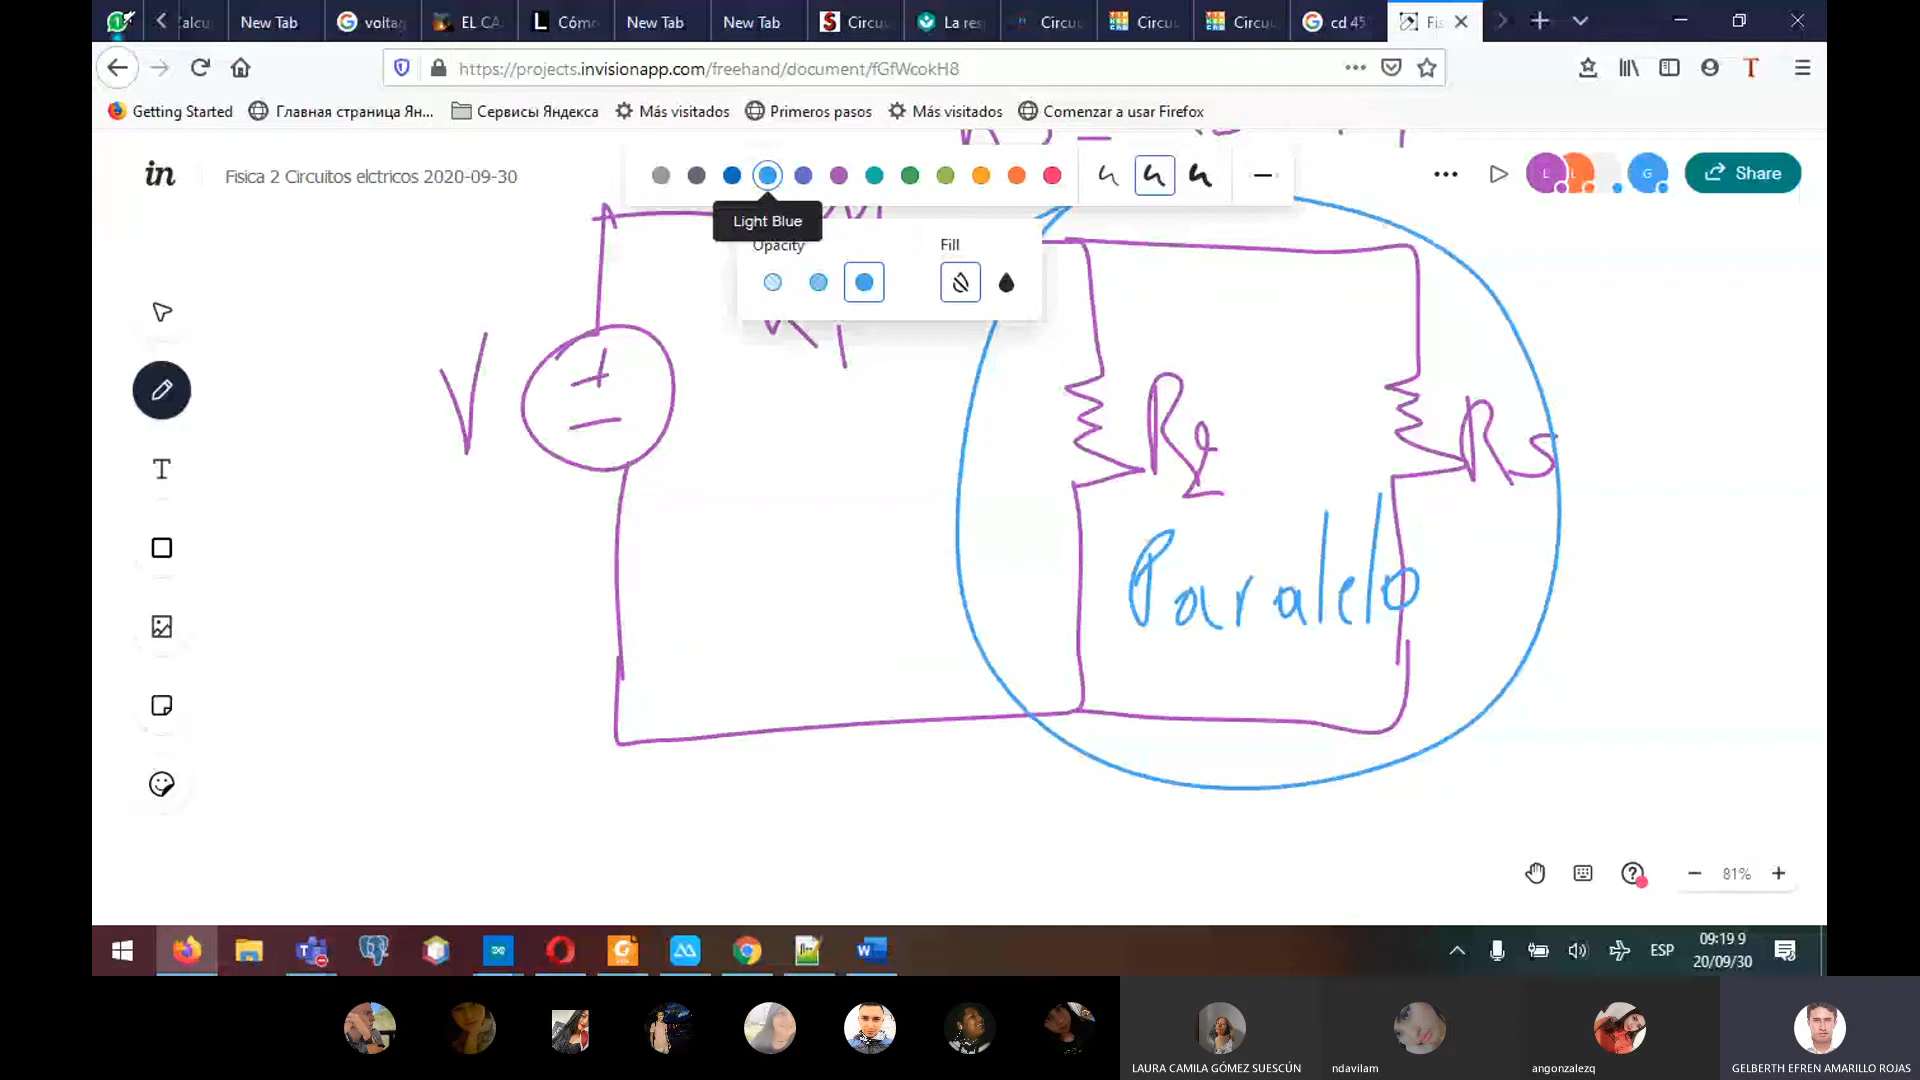 New Tab
voltag
EL CA
Cómo
New Tab
New Tab
Circu
La res
Circu
Circu
Circu
cd 45
Fis
https://projects.invisionapp.com/freehand/document/fGfWcokH8
Getting Started
Главная страница Ян...
Сервисы Яндекса
Más visitados
Primeros pasos
Más visitados
Comenzar a usar Firefox
in
Fisica 2 Circuitos elctricos 2020-09-30
L
L
G
Share
Light Blue
Opacity
Fill
V
+
−
R2
Rs
Paralelo
T
81%
W
ESP
09:19 9
20/09/30
LAURA CAMILA GÓMEZ SUESCÚN
ndavilam
angonzalezq
GELBERTH EFREN AMARILLO ROJAS